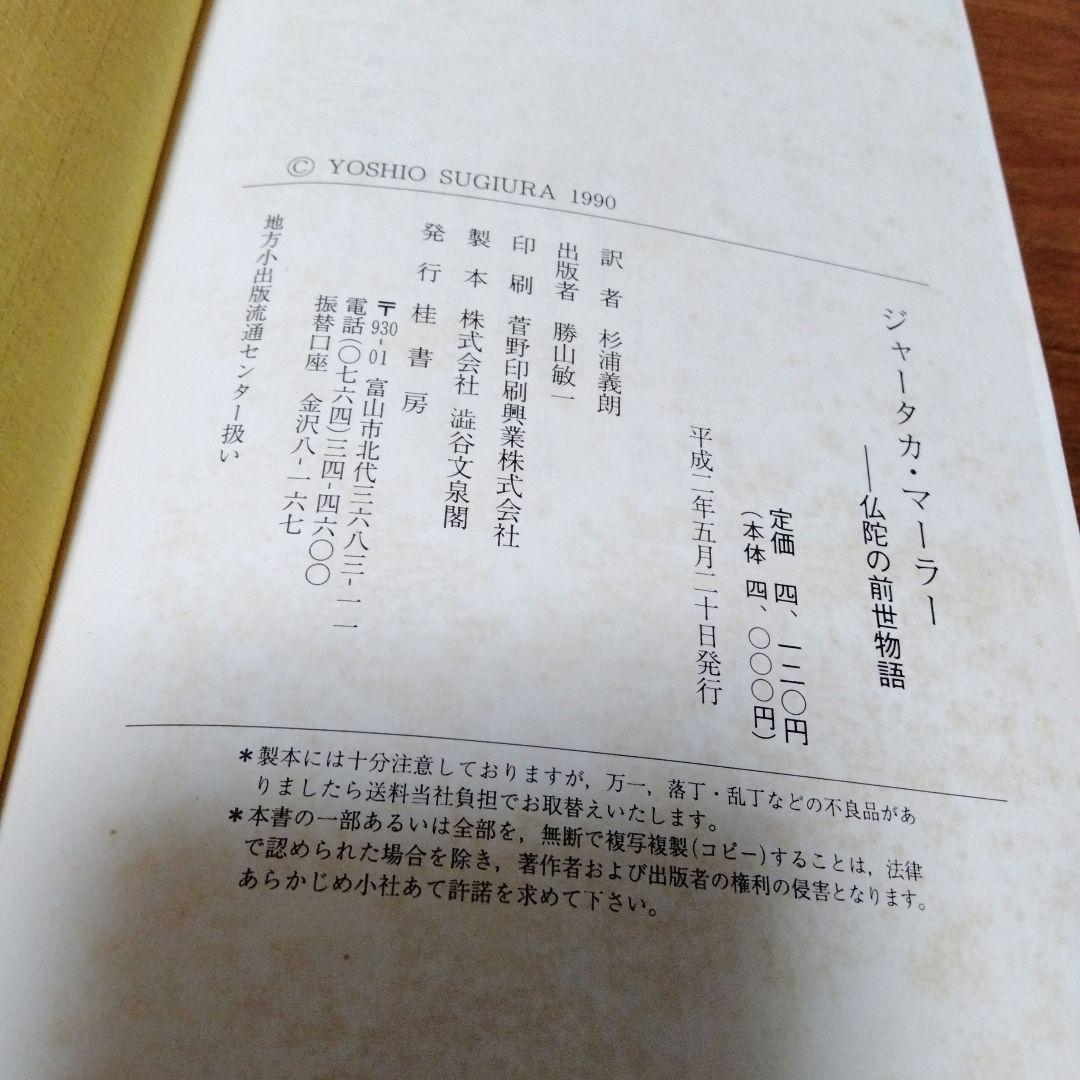 © YOSHIO SUGIURA 1990
ジャータカ・マーラー
──仏陀の前世物語
定価　四、一二〇円
（本体　四、〇〇〇円）
平成二年五月二十日発行
訳者　杉浦義朗
出版者　勝山敏一
印刷　菅野印刷興業株式会社
製本　株式会社　澁谷文泉閣
発行　桂書房
〒930-01　富山市北代三六八三-一一
電話(〇七六四)三四-四六〇〇
振替口座　金沢八-一六七
地方小出版流通センター扱い
＊製本には十分注意しておりますが，万一，落丁・乱丁などの不良品があ
りましたら送料当社負担でお取替えいたします。
＊本書の一部あるいは全部を，無断で複写複製(コピー)することは，法律
で認められた場合を除き，著作者および出版者の権利の侵害となります。
あらかじめ小社あて許諾を求めて下さい。